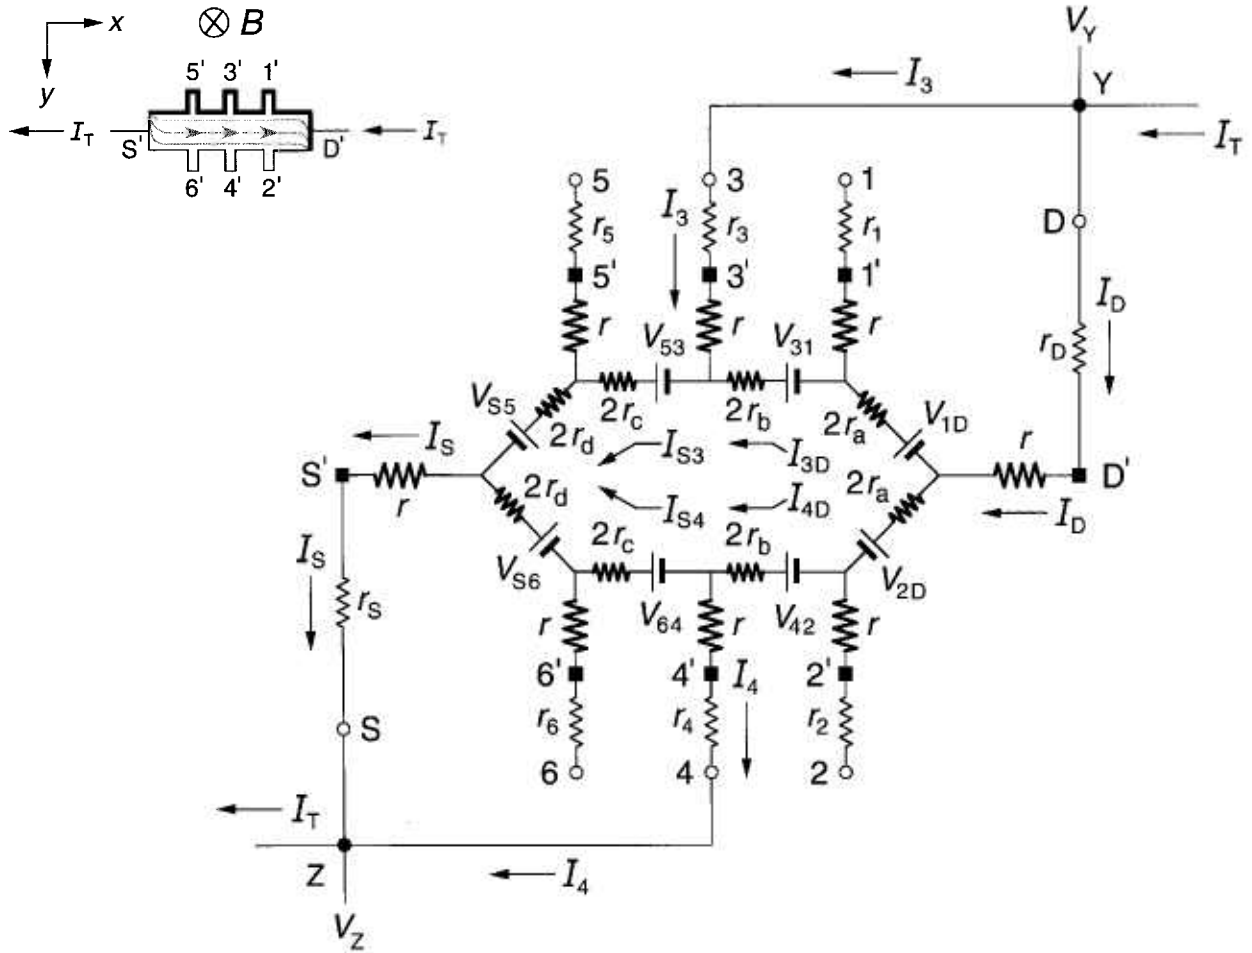 x
B
y
5' 3' 1'
I_T S' D' I_T
6' 4' 2'
V_Y
Y
I_3
I_T
5 3 1
I_3
r_5 r_3 r_1
D
5' 3' 1'
I_D
r r r
r_D
V_53 V_31
V_S5 2r_c 2r_b 2r_a V_1D
2r_d
I_S I_S3 I_3D r
S' D'
r 2r_d I_S4 I_4D 2r_a I_D
I_S 2r_c 2r_b
V_S6 V_2D
r_S
r V_64 r V_42 r
6' 4' I_4 2'
r_6 r_4 r_2
S
6 4 2
I_T
Z
I_4
V_Z